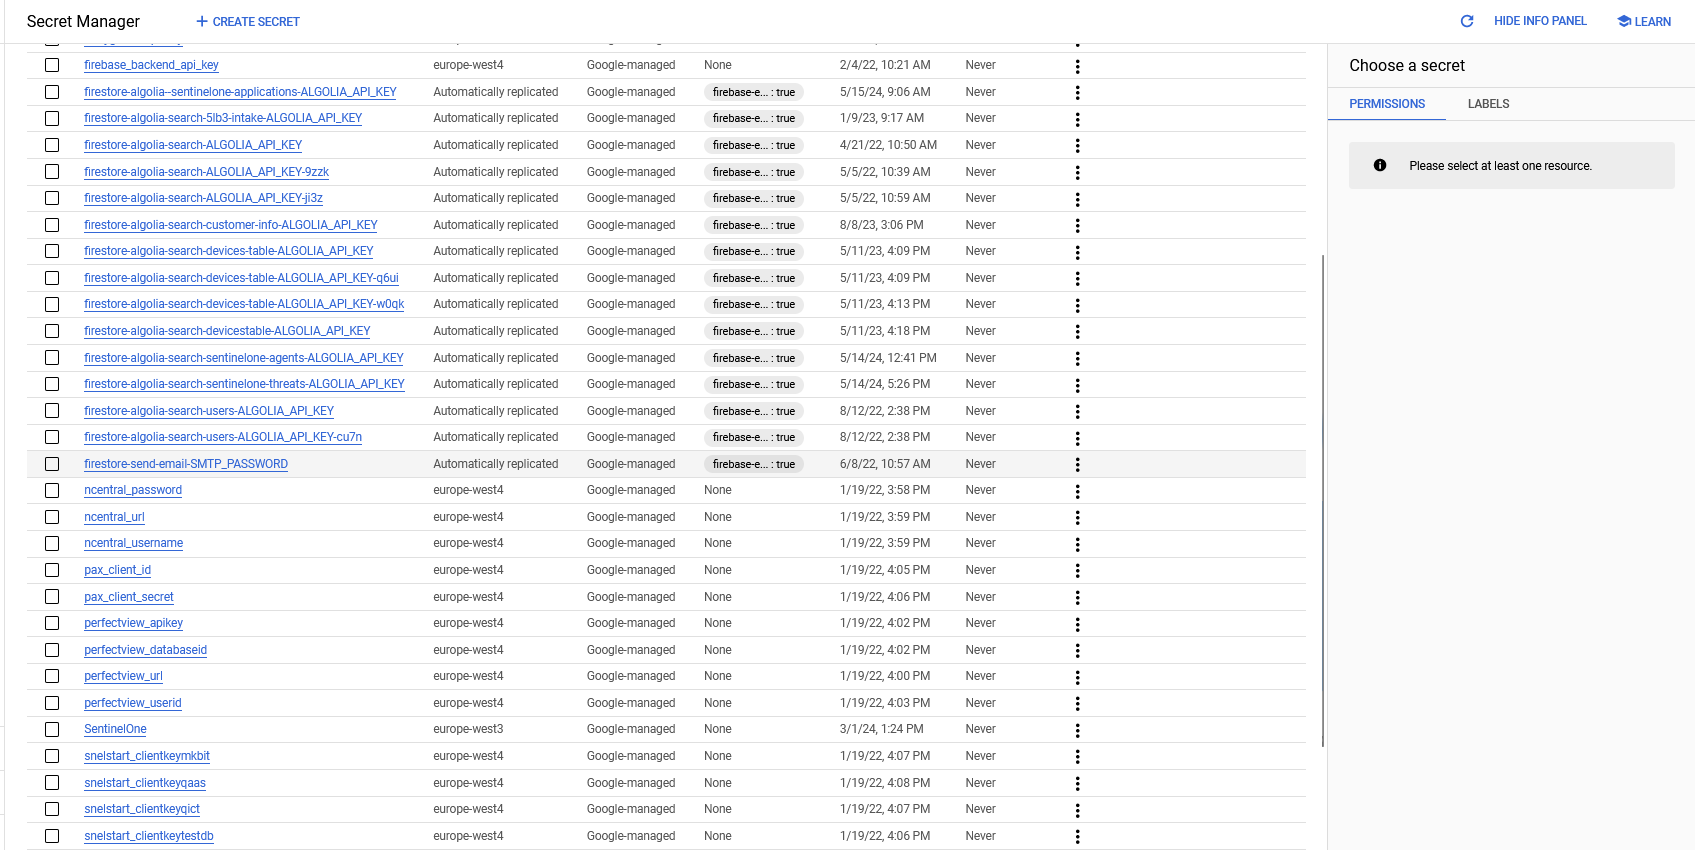 Secret Manager
CREATE SECRET
HIDE INFO PANEL
LEARN
firebase_backend_api_key europe-west4 Google-managed None 2/4/22, 10:21 AM Never
firestore-algolia--sentinelone-applications-ALGOLIA_API_KEY Automatically replicated Google-managed firebase-e... : true 5/15/24, 9:06 AM Never
firestore-algolia-search-5lb3-intake-ALGOLIA_API_KEY Automatically replicated Google-managed firebase-e... : true 1/9/23, 9:17 AM Never
firestore-algolia-search-ALGOLIA_API_KEY Automatically replicated Google-managed firebase-e... : true 4/21/22, 10:50 AM Never
firestore-algolia-search-ALGOLIA_API_KEY-9zzk Automatically replicated Google-managed firebase-e... : true 5/5/22, 10:39 AM Never
firestore-algolia-search-ALGOLIA_API_KEY-ji3z Automatically replicated Google-managed firebase-e... : true 5/5/22, 10:59 AM Never
firestore-algolia-search-customer-info-ALGOLIA_API_KEY Automatically replicated Google-managed firebase-e... : true 8/8/23, 3:06 PM Never
firestore-algolia-search-devices-table-ALGOLIA_API_KEY Automatically replicated Google-managed firebase-e... : true 5/11/23, 4:09 PM Never
firestore-algolia-search-devices-table-ALGOLIA_API_KEY-q6ui Automatically replicated Google-managed firebase-e... : true 5/11/23, 4:09 PM Never
firestore-algolia-search-devices-table-ALGOLIA_API_KEY-w0qk Automatically replicated Google-managed firebase-e... : true 5/11/23, 4:13 PM Never
firestore-algolia-search-devicestable-ALGOLIA_API_KEY Automatically replicated Google-managed firebase-e... : true 5/11/23, 4:18 PM Never
firestore-algolia-search-sentinelone-agents-ALGOLIA_API_KEY Automatically replicated Google-managed firebase-e... : true 5/14/24, 12:41 PM Never
firestore-algolia-search-sentinelone-threats-ALGOLIA_API_KEY Automatically replicated Google-managed firebase-e... : true 5/14/24, 5:26 PM Never
firestore-algolia-search-users-ALGOLIA_API_KEY Automatically replicated Google-managed firebase-e... : true 8/12/22, 2:38 PM Never
firestore-algolia-search-users-ALGOLIA_API_KEY-cu7n Automatically replicated Google-managed firebase-e... : true 8/12/22, 2:38 PM Never
firestore-send-email-SMTP_PASSWORD Automatically replicated Google-managed firebase-e... : true 6/8/22, 10:57 AM Never
ncentral_password europe-west4 Google-managed None 1/19/22, 3:58 PM Never
ncentral_url europe-west4 Google-managed None 1/19/22, 3:59 PM Never
ncentral_username europe-west4 Google-managed None 1/19/22, 3:59 PM Never
pax_client_id europe-west4 Google-managed None 1/19/22, 4:05 PM Never
pax_client_secret europe-west4 Google-managed None 1/19/22, 4:06 PM Never
perfectview_apikey europe-west4 Google-managed None 1/19/22, 4:02 PM Never
perfectview_databaseid europe-west4 Google-managed None 1/19/22, 4:02 PM Never
perfectview_url europe-west4 Google-managed None 1/19/22, 4:00 PM Never
perfectview_userid europe-west4 Google-managed None 1/19/22, 4:03 PM Never
SentinelOne europe-west3 Google-managed None 3/1/24, 1:24 PM Never
snelstart_clientkeymkbit europe-west4 Google-managed None 1/19/22, 4:07 PM Never
snelstart_clientkeyqaas europe-west4 Google-managed None 1/19/22, 4:08 PM Never
snelstart_clientkeyqict europe-west4 Google-managed None 1/19/22, 4:07 PM Never
snelstart_clientkeytestdb europe-west4 Google-managed None 1/19/22, 4:06 PM Never
Choose a secret
PERMISSIONS LABELS
Please select at least one resource.